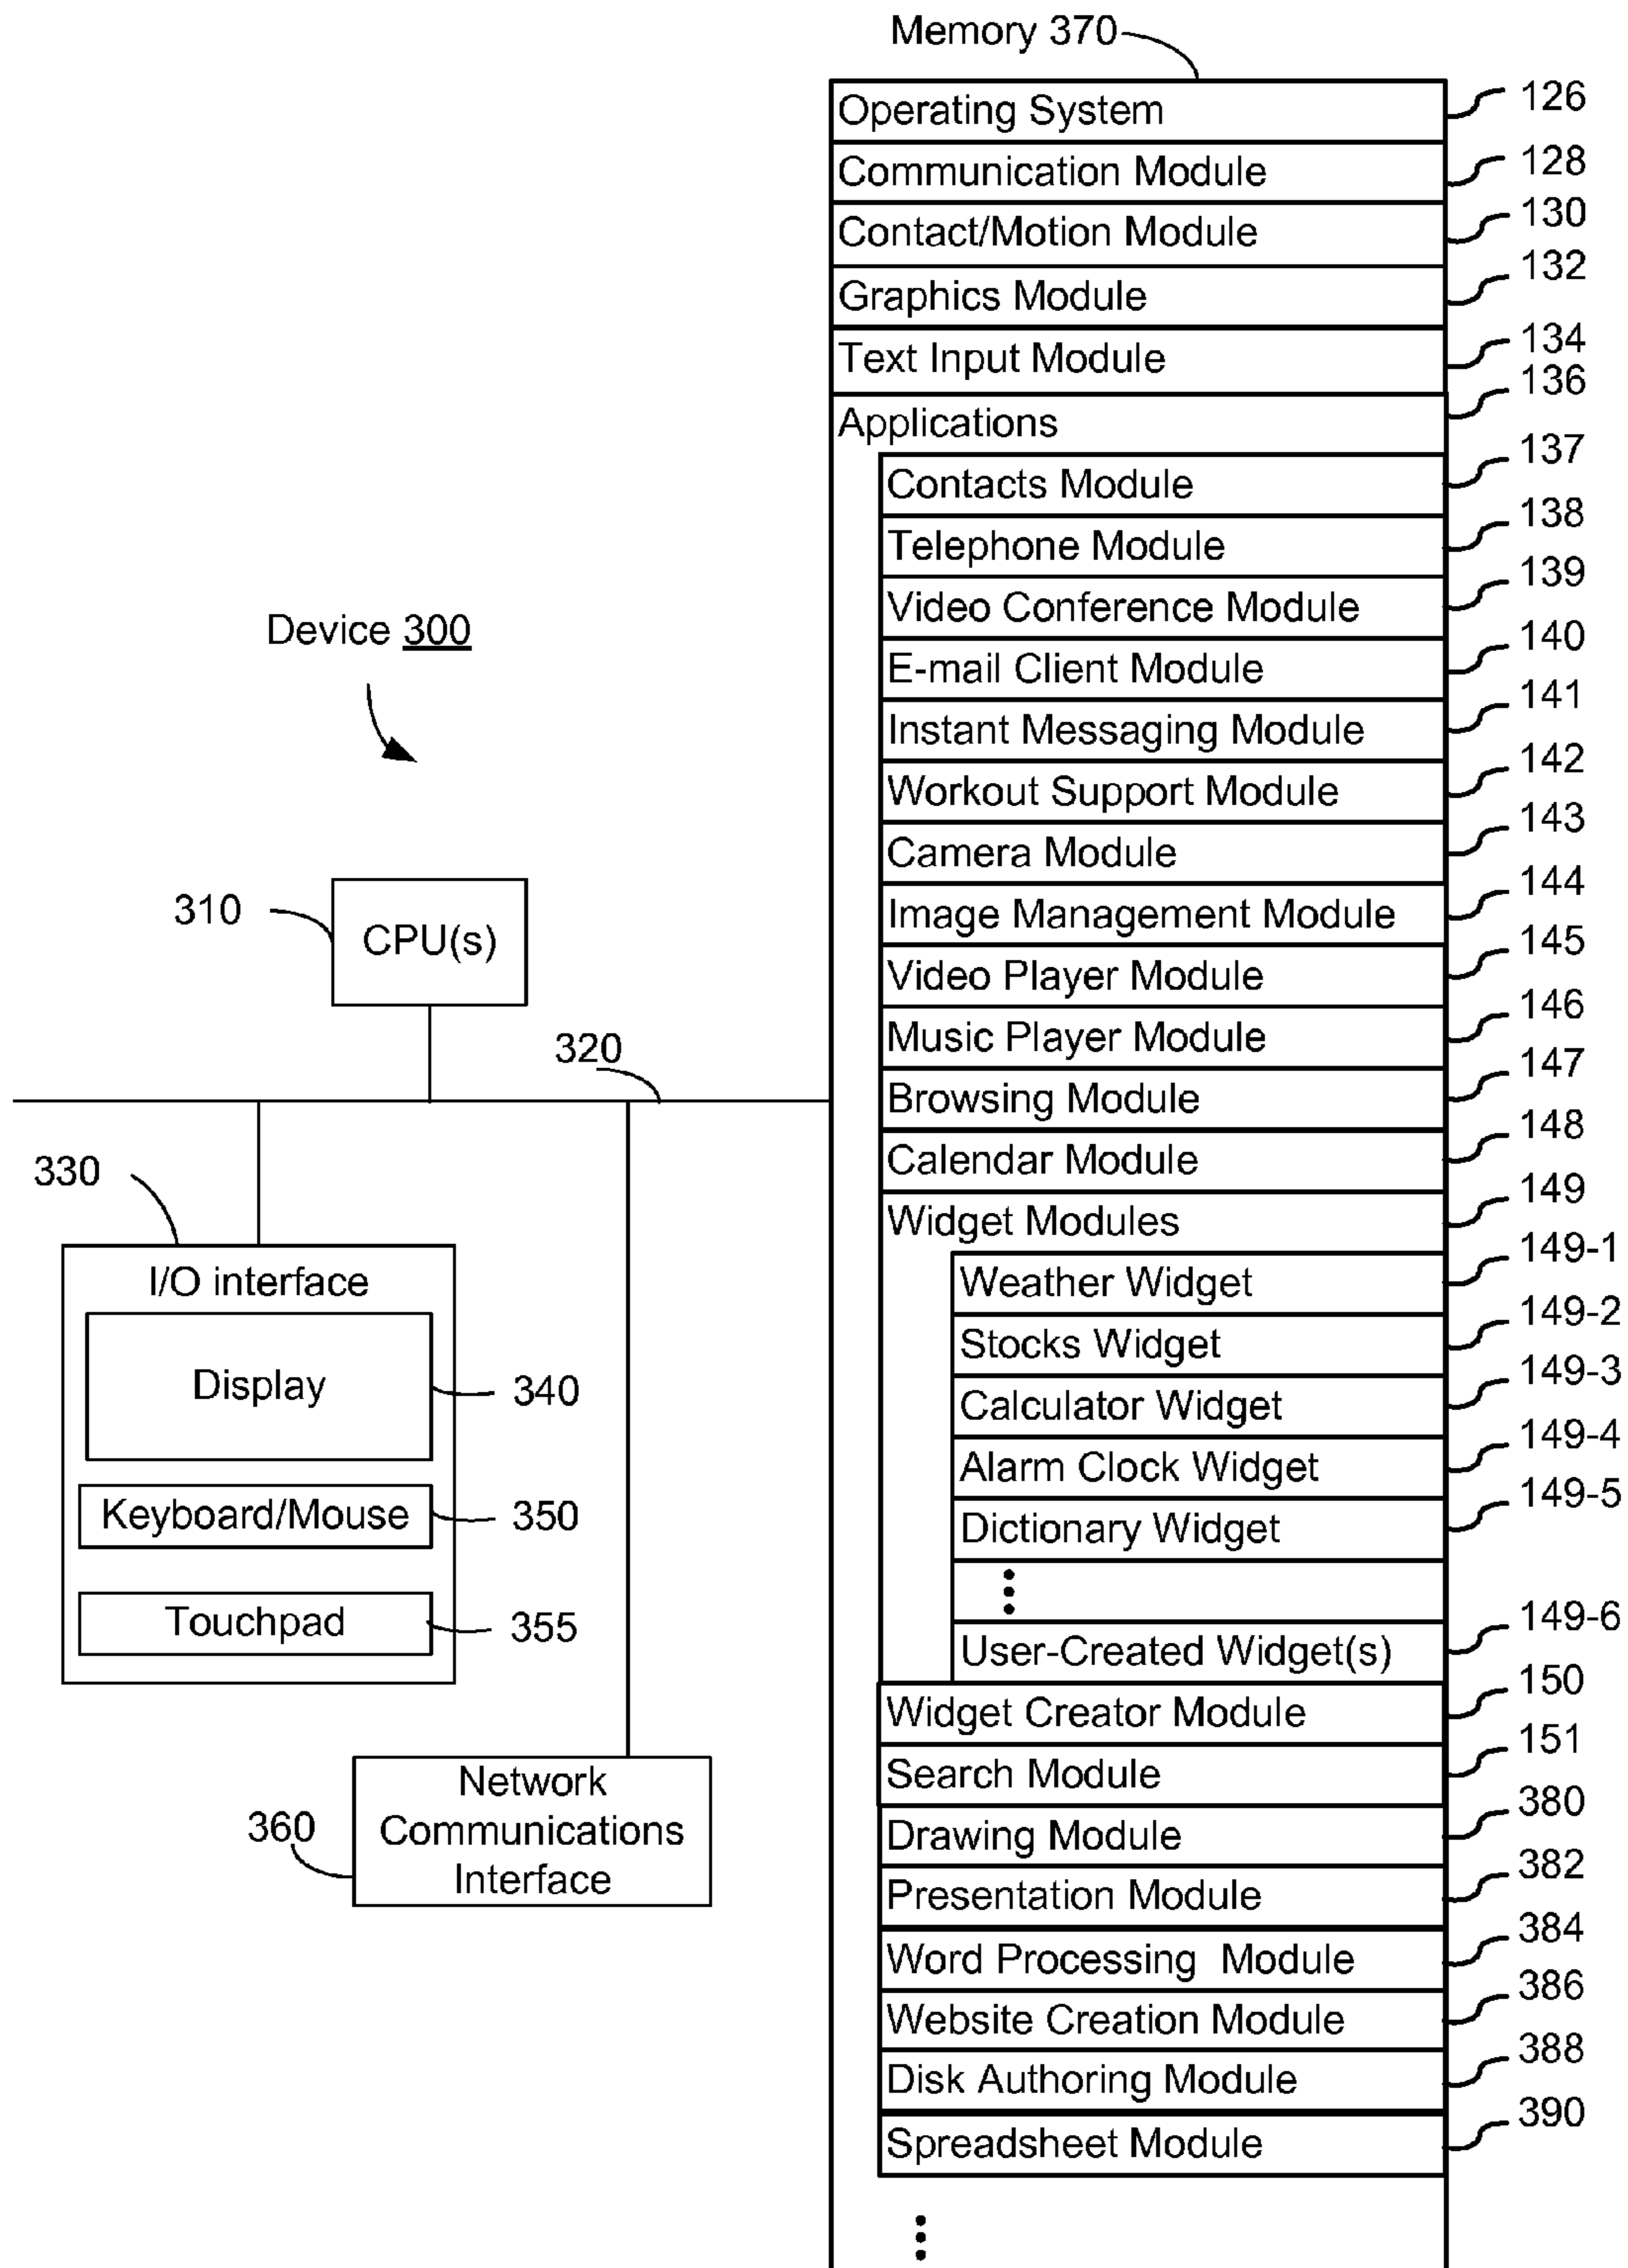 Memory 370
Operating System 126
Communication Module 128
Contact/Motion Module 130
Graphics Module 132
Text Input Module 134
Applications 136
Contacts Module 137
Telephone Module 138
Video Conference Module 139
E-mail Client Module 140
Instant Messaging Module 141
Workout Support Module 142
Camera Module 143
Image Management Module 144
Video Player Module 145
Music Player Module 146
Browsing Module 147
Calendar Module 148
Widget Modules 149
Weather Widget 149-1
Stocks Widget 149-2
Calculator Widget 149-3
Alarm Clock Widget 149-4
Dictionary Widget 149-5
User-Created Widget(s) 149-6
Widget Creator Module 150
Search Module 151
Drawing Module 380
Presentation Module 382
Word Processing Module 384
Website Creation Module 386
Disk Authoring Module 388
Spreadsheet Module 390
Device 300
310
CPU(s)
320
330
I/O interface
Display 340
Keyboard/Mouse 350
Touchpad 355
360
Network
Communications
Interface